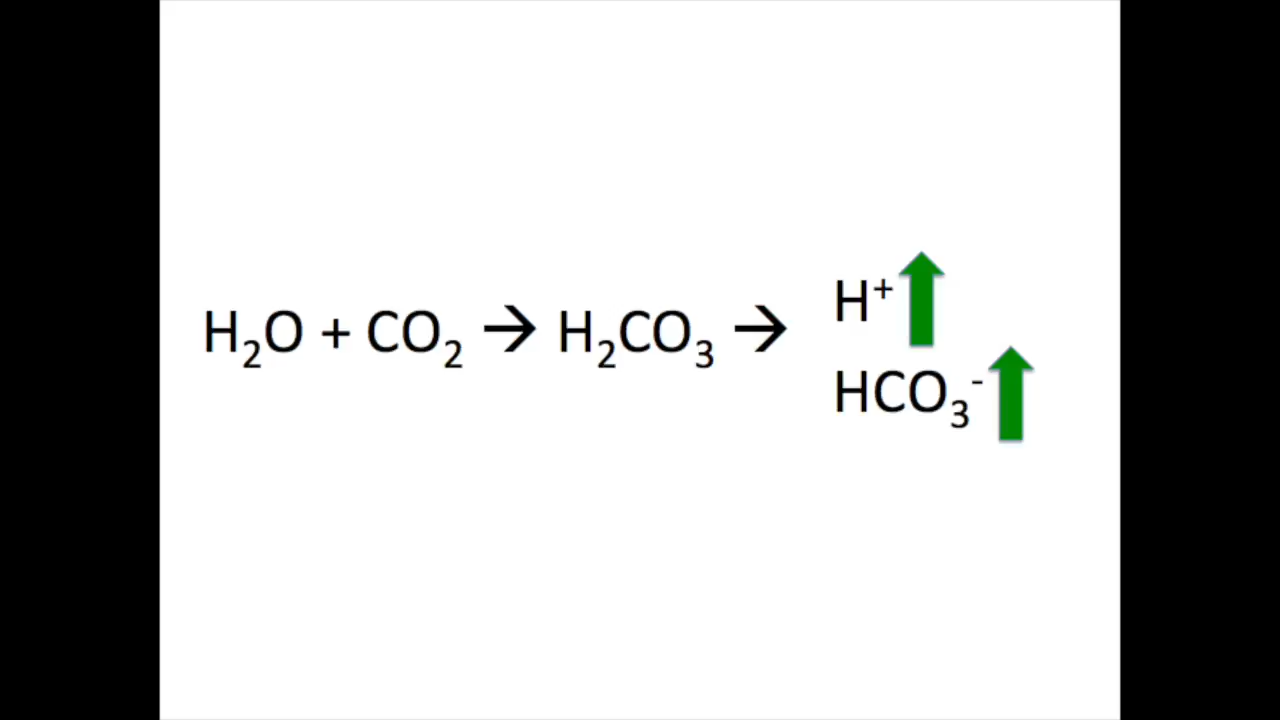 H₂O + CO₂ → H₂CO₃ →
H⁺
HCO₃⁻